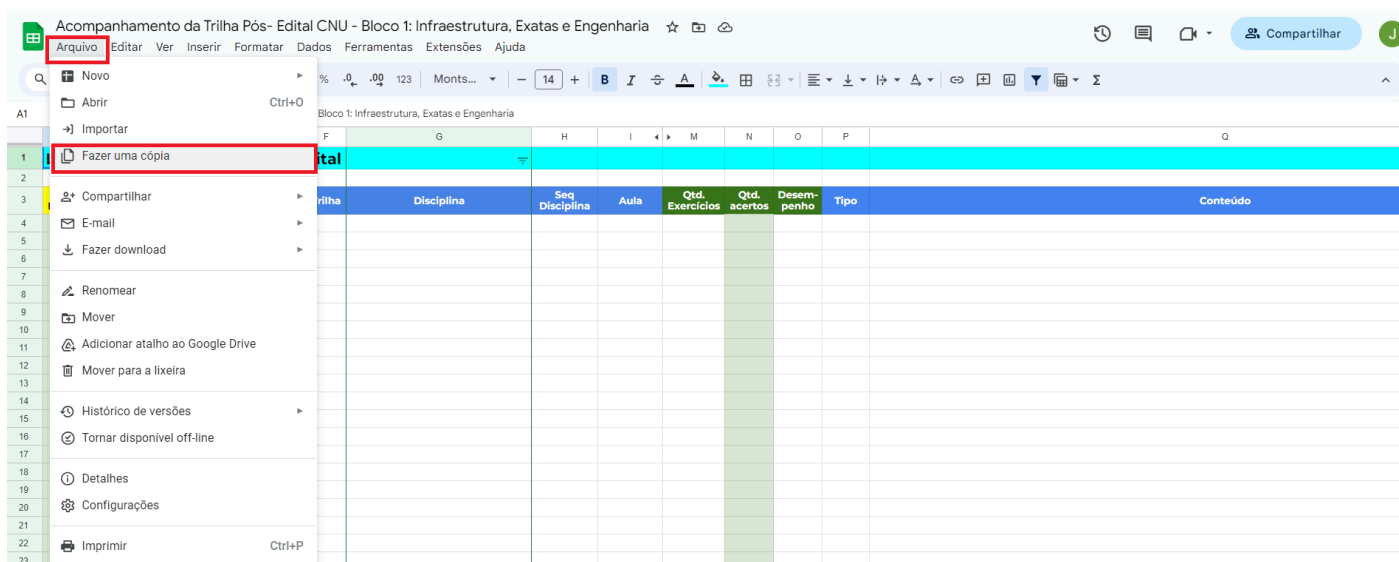 Acompanhamento da Trilha Pós- Edital CNU - Bloco 1: Infraestrutura, Exatas e Engenharia
Arquivo Editar Ver Inserir Formatar Dados Ferramentas Extensões Ajuda
Compartilhar
J
% .0 .00 123 Monts... - 14 + B I A A Σ
A1 Bloco 1: Infraestrutura, Exatas e Engenharia
Novo
Abrir Ctrl+O
Importar
Fazer uma cópia
Compartilhar
E-mail
Fazer download
Renomear
Mover
Adicionar atalho ao Google Drive
Mover para a lixeira
Histórico de versões
Tornar disponível off-line
Detalhes
Configurações
Imprimir Ctrl+P
F G H I M N O P Q
1 ital
2
3 rilha Disciplina Seq Disciplina Aula Qtd. Exercícios Qtd. acertos Desem-penho Tipo Conteúdo
4
5
6
7
8
9
10
11
12
13
14
15
16
17
18
19
20
21
22
23